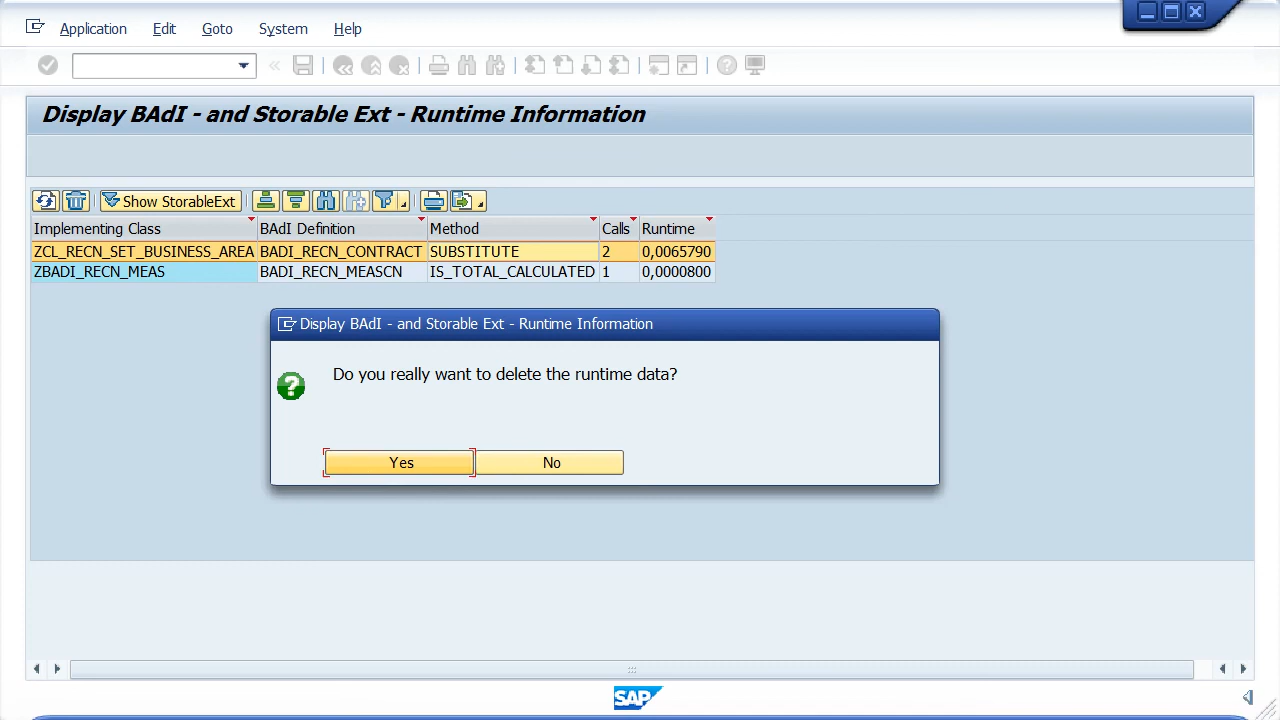 Application Edit Goto System Help
Display BAdI - and Storable Ext - Runtime Information
Show StorableExt
Implementing Class BAdI Definition Method Calls Runtime
ZCL_RECN_SET_BUSINESS_AREA BADI_RECN_CONTRACT SUBSTITUTE 2 0,0065790
ZBADI_RECN_MEAS BADI_RECN_MEASCN IS_TOTAL_CALCULATED 1 0,0000800
Display BAdI - and Storable Ext - Runtime Information
Do you really want to delete the runtime data?
Yes No
SAP